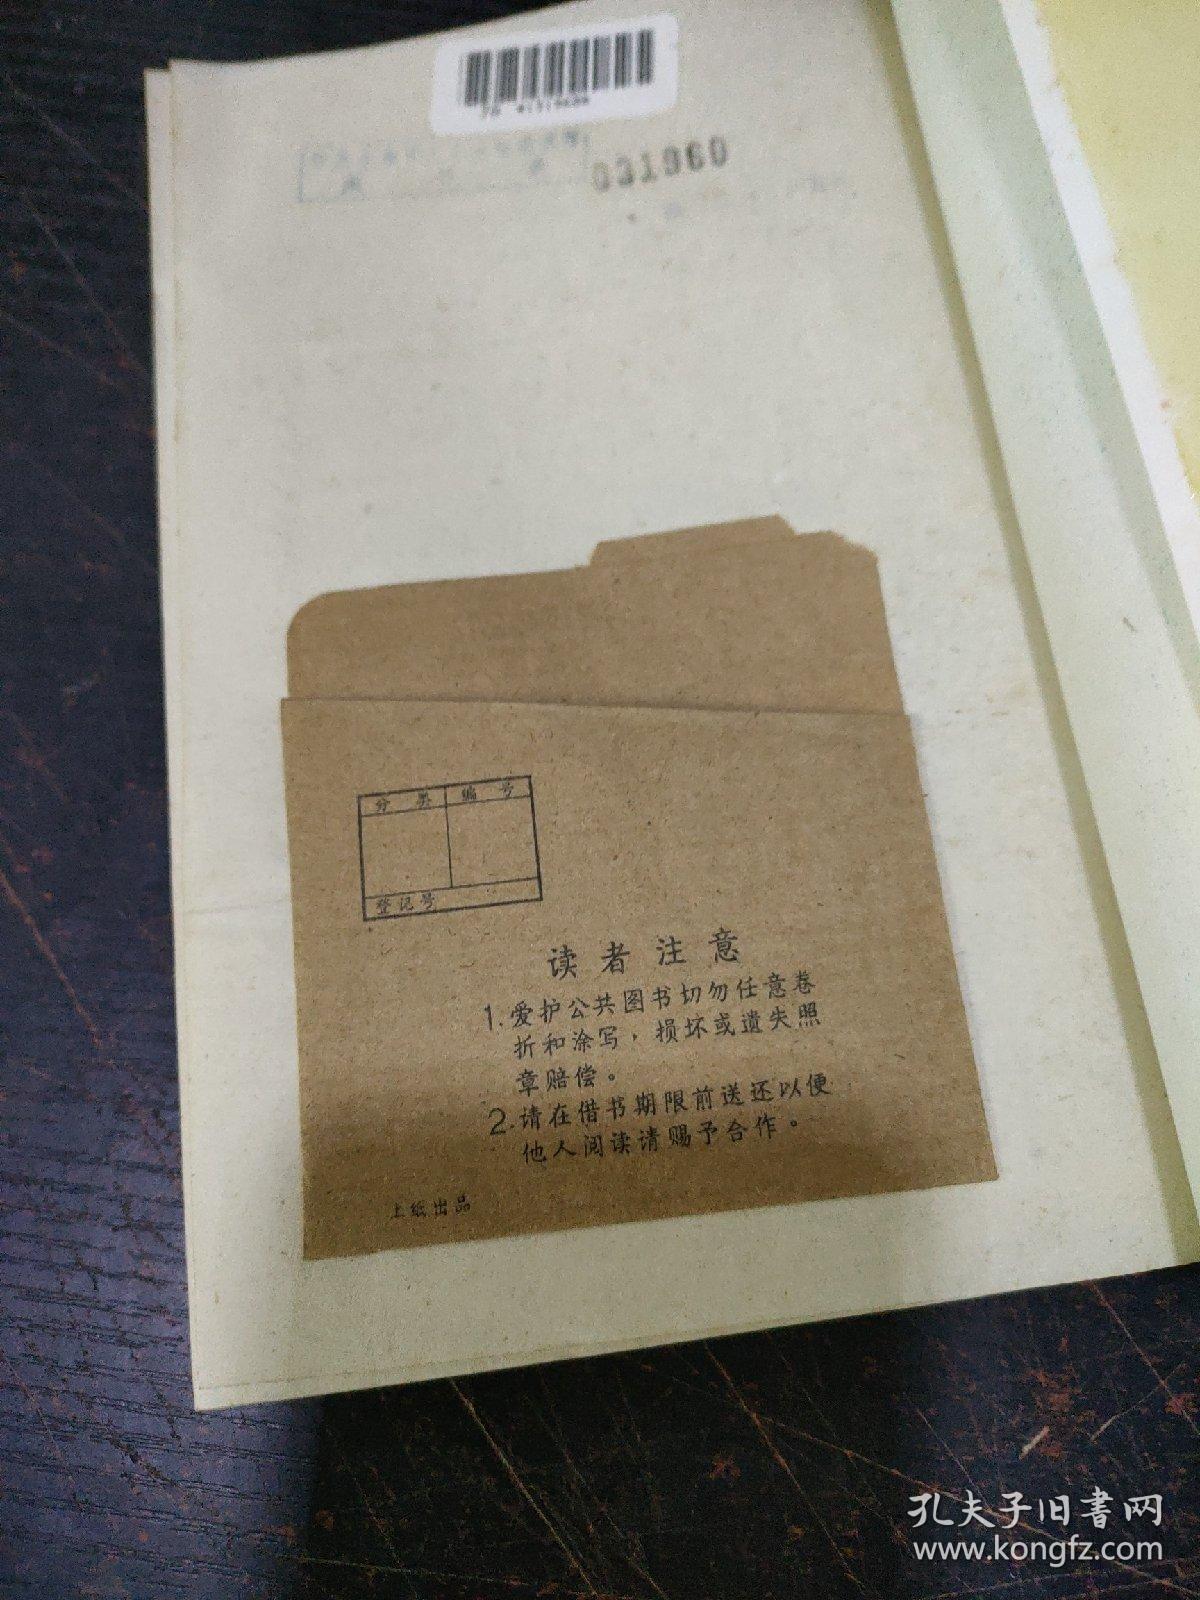 031060
分类 编号
登记号
读者注意
1.爱护公共图书切勿任意卷
折和涂写，损坏或遗失照
章赔偿。
2.请在借书期限前送还以便
他人阅读请赐予合作。
上纸出品
孔夫子旧书网
www.kongfz.com